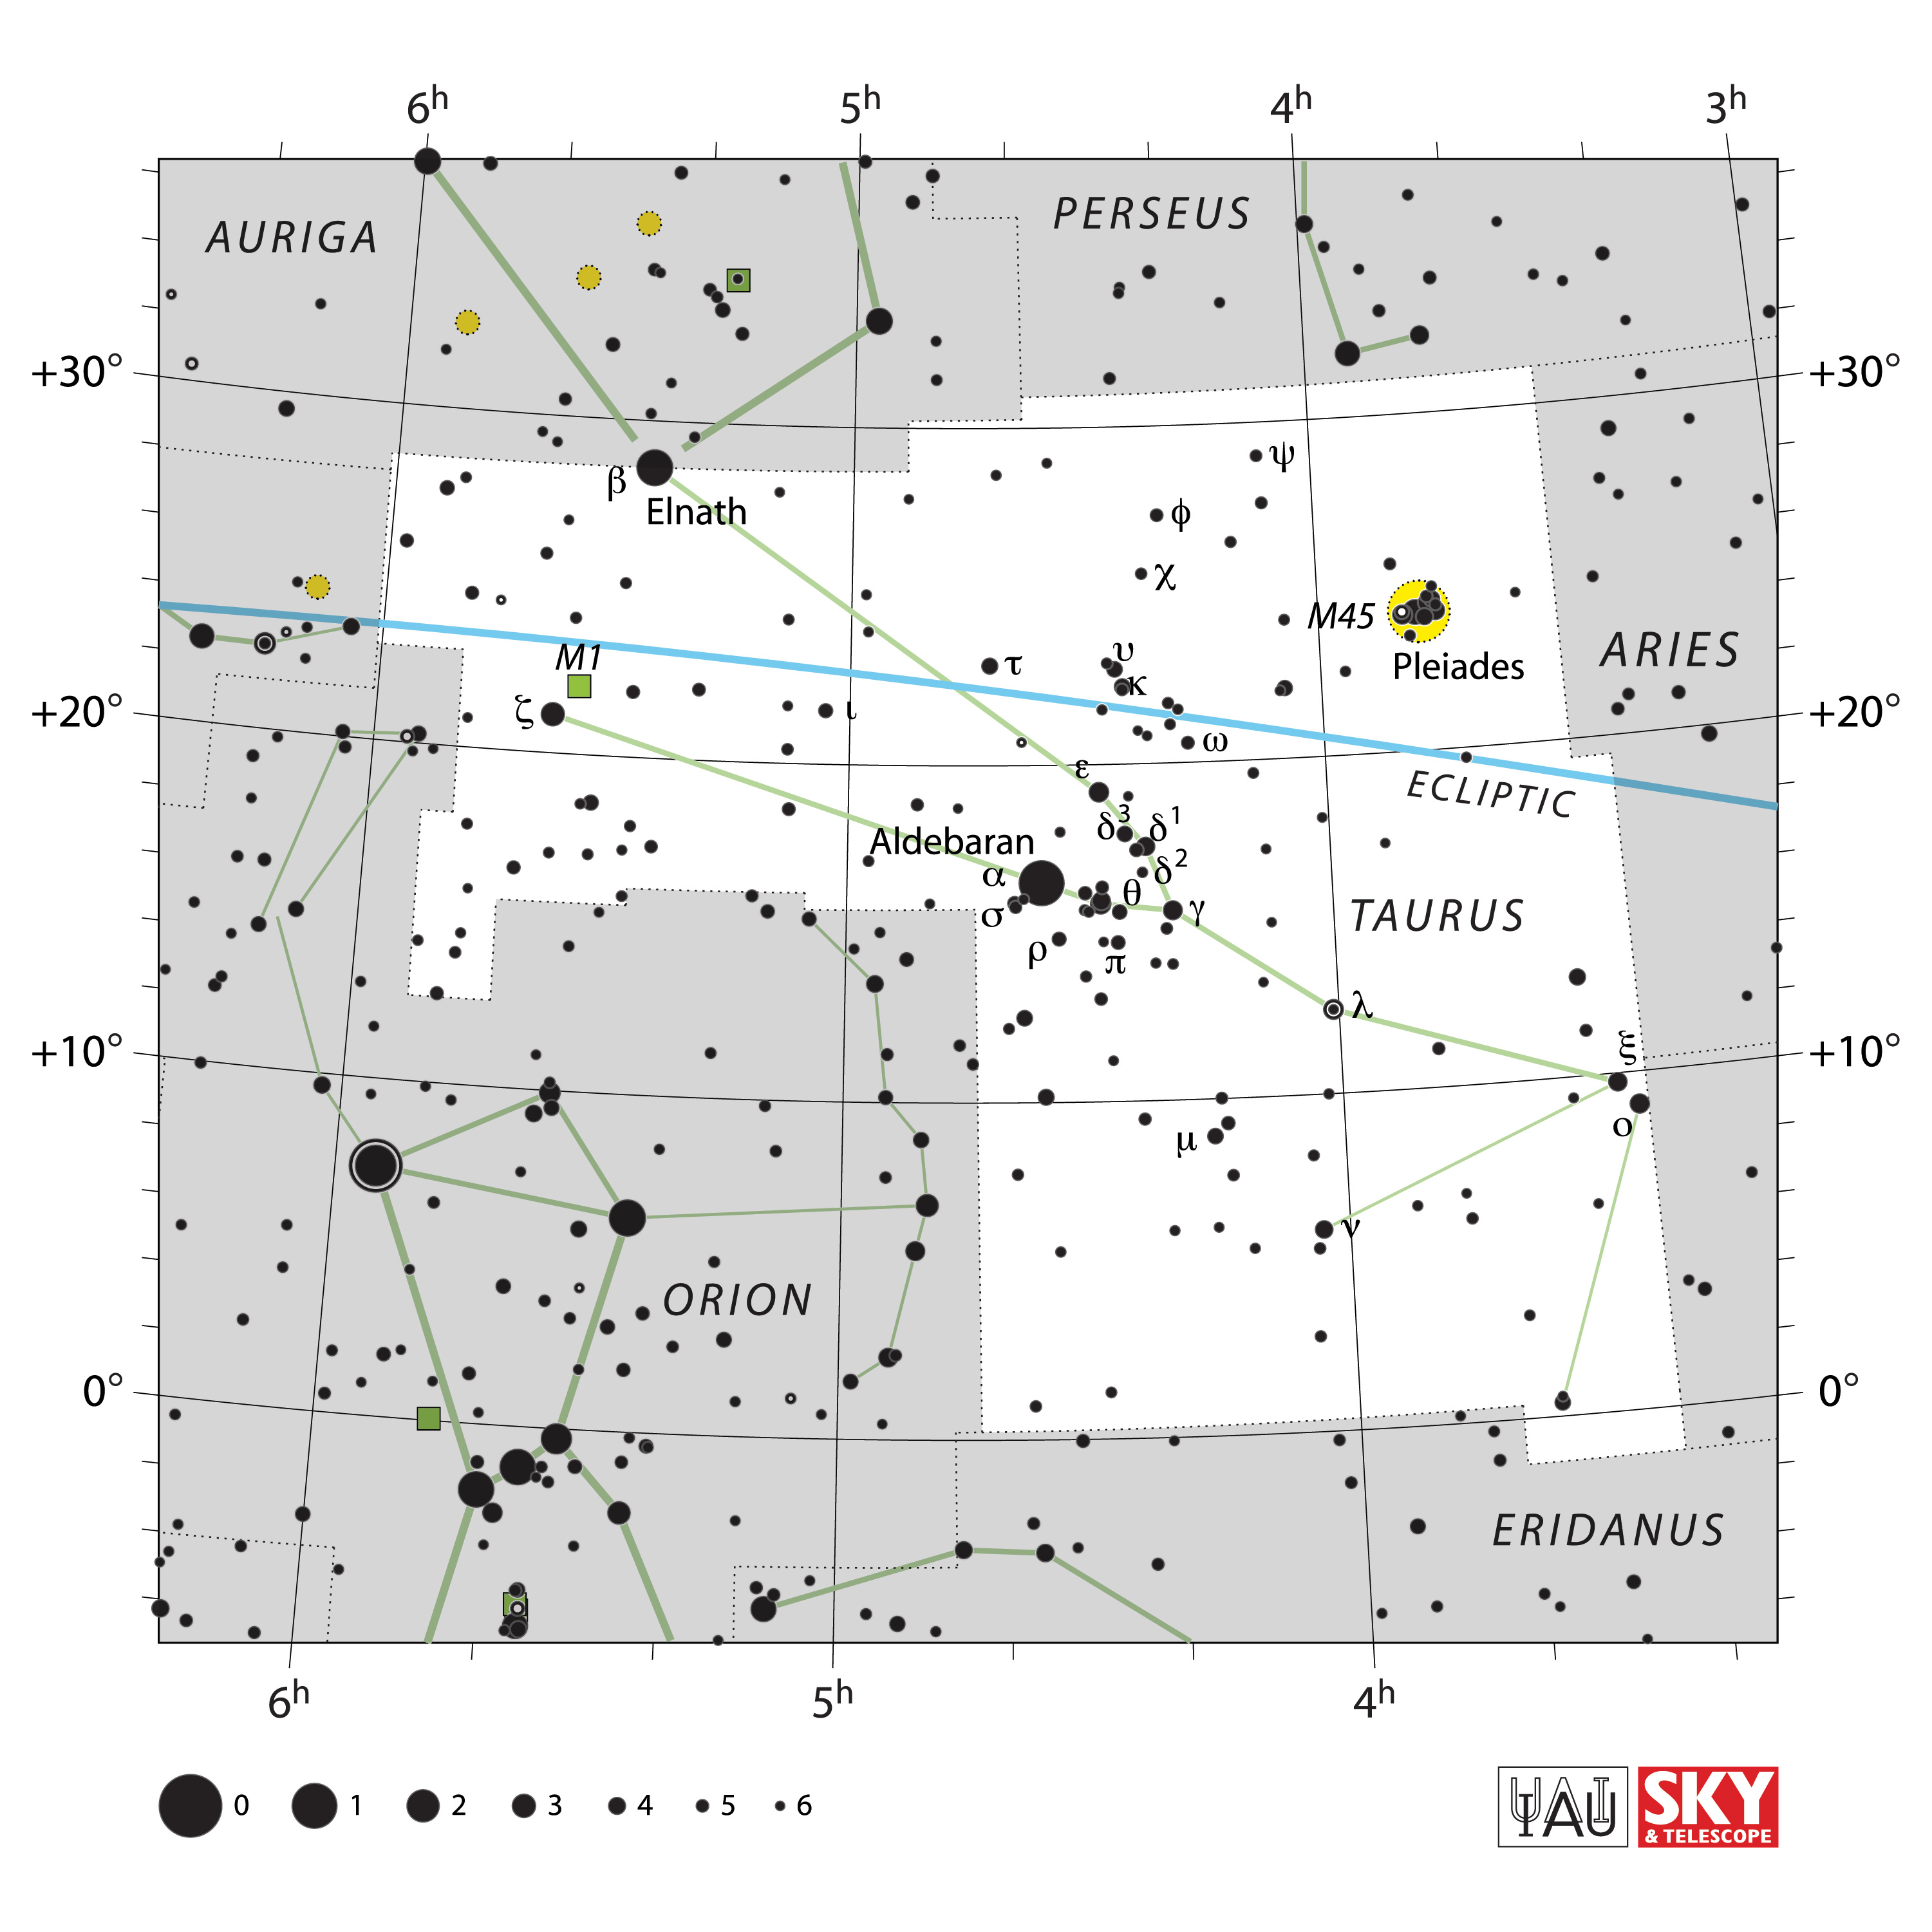 6h 5h 4h 3h
AURIGA
PERSEUS
+30° +30°
ψ
β
Elnath
ϕ
χ
M45
M1
τ
υ
ARIES
Pleiades
κ
+20° ζ ι +20°
ω
ε
ECLIPTIC
δ3 δ1
Aldebaran
δ2
α
θ
σ γ TAURUS
ρ
π
λ
+10° ξ +10°
ο
μ
ν
ORION
0° 0°
ERIDANUS
6h 5h 4h
0 1 2 3 4 5 6
IAU
SKY
& TELESCOPE